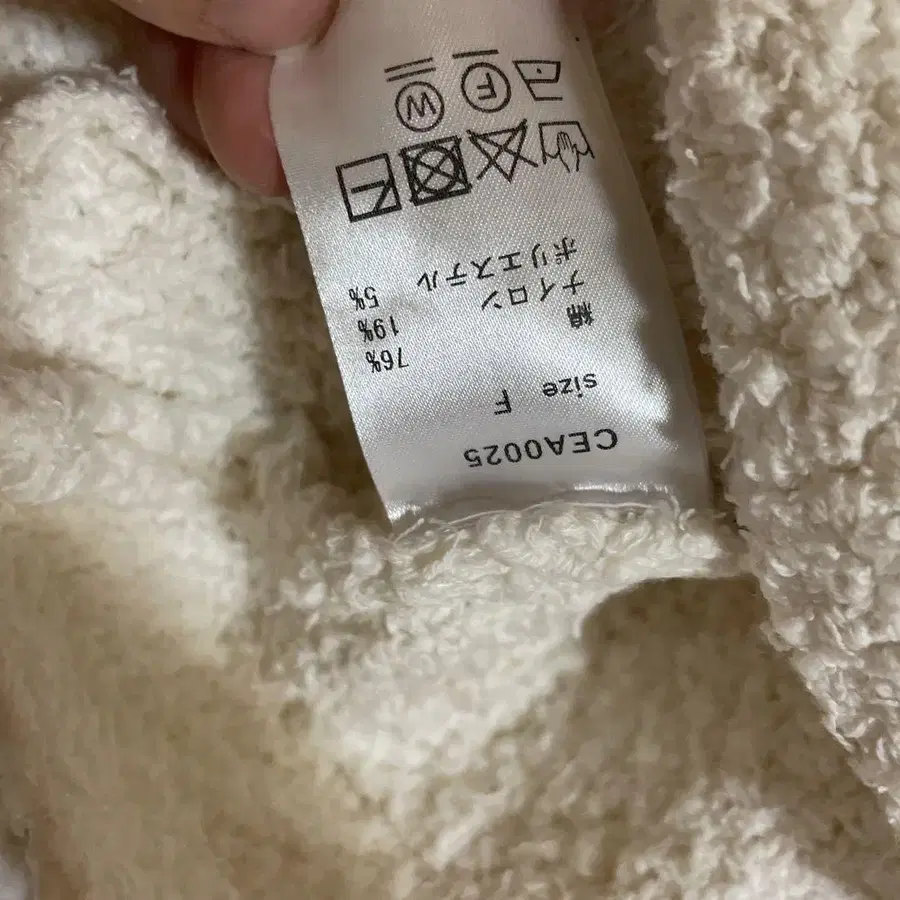 CEA0025
size F
綿 76%
ナイロン 19%
ポリエステル 5%
F
W